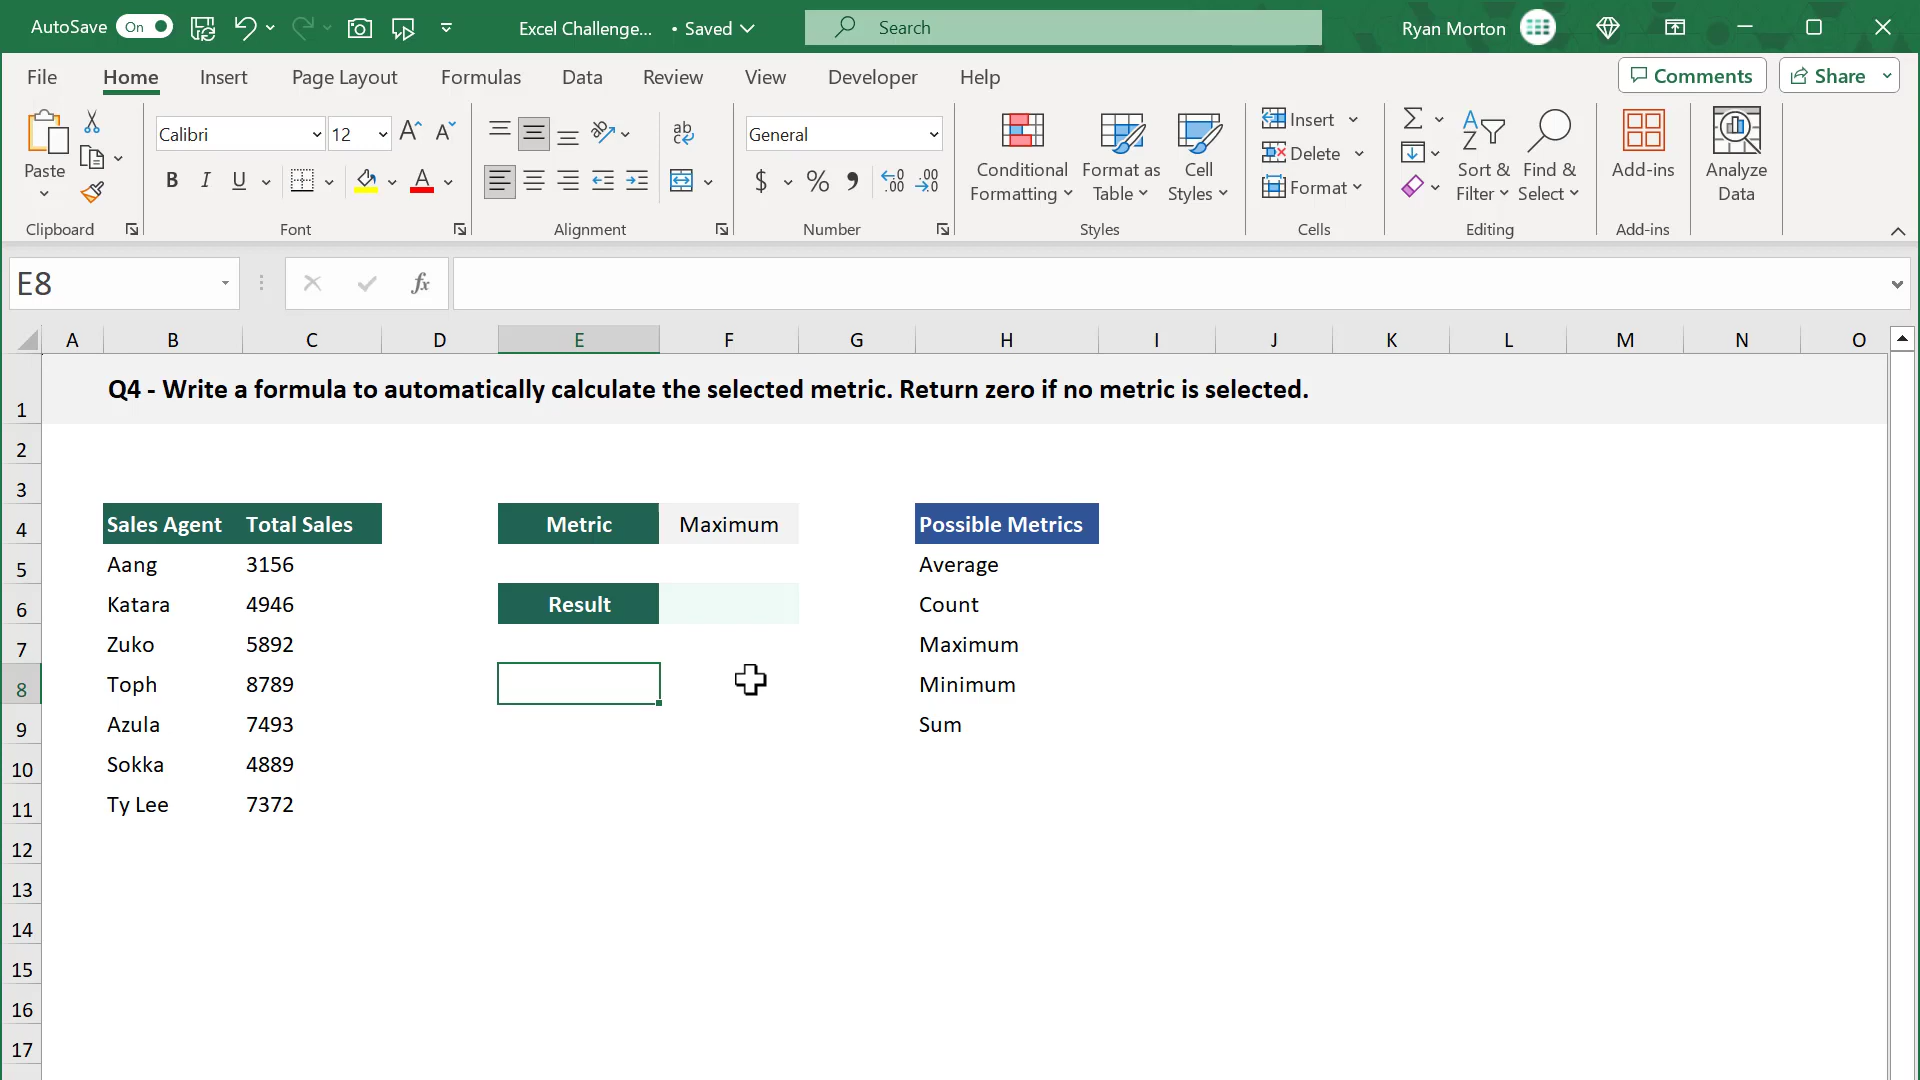 AutoSave On Excel Challenge... • Saved Search Ryan Morton
File Home Insert Page Layout Formulas Data Review View Developer Help Comments Share
Paste
Calibri 12
General
Conditional Formatting
Format as Table
Cell Styles
Insert
Delete
Format
Sort & Filter
Find & Select
Add-ins
Analyze Data
Clipboard Font Alignment Number Styles Cells Editing Add-ins
E8 fx
A B C D E F G H I J K L M N O
1 Q4 - Write a formula to automatically calculate the selected metric. Return zero if no metric is selected.
2
3
4 Sales Agent Total Sales Metric Maximum Possible Metrics
5 Aang 3156 Average
6 Katara 4946 Result Count
7 Zuko 5892 Maximum
8 Toph 8789 Minimum
9 Azula 7493 Sum
10 Sokka 4889
11 Ty Lee 7372
12
13
14
15
16
17